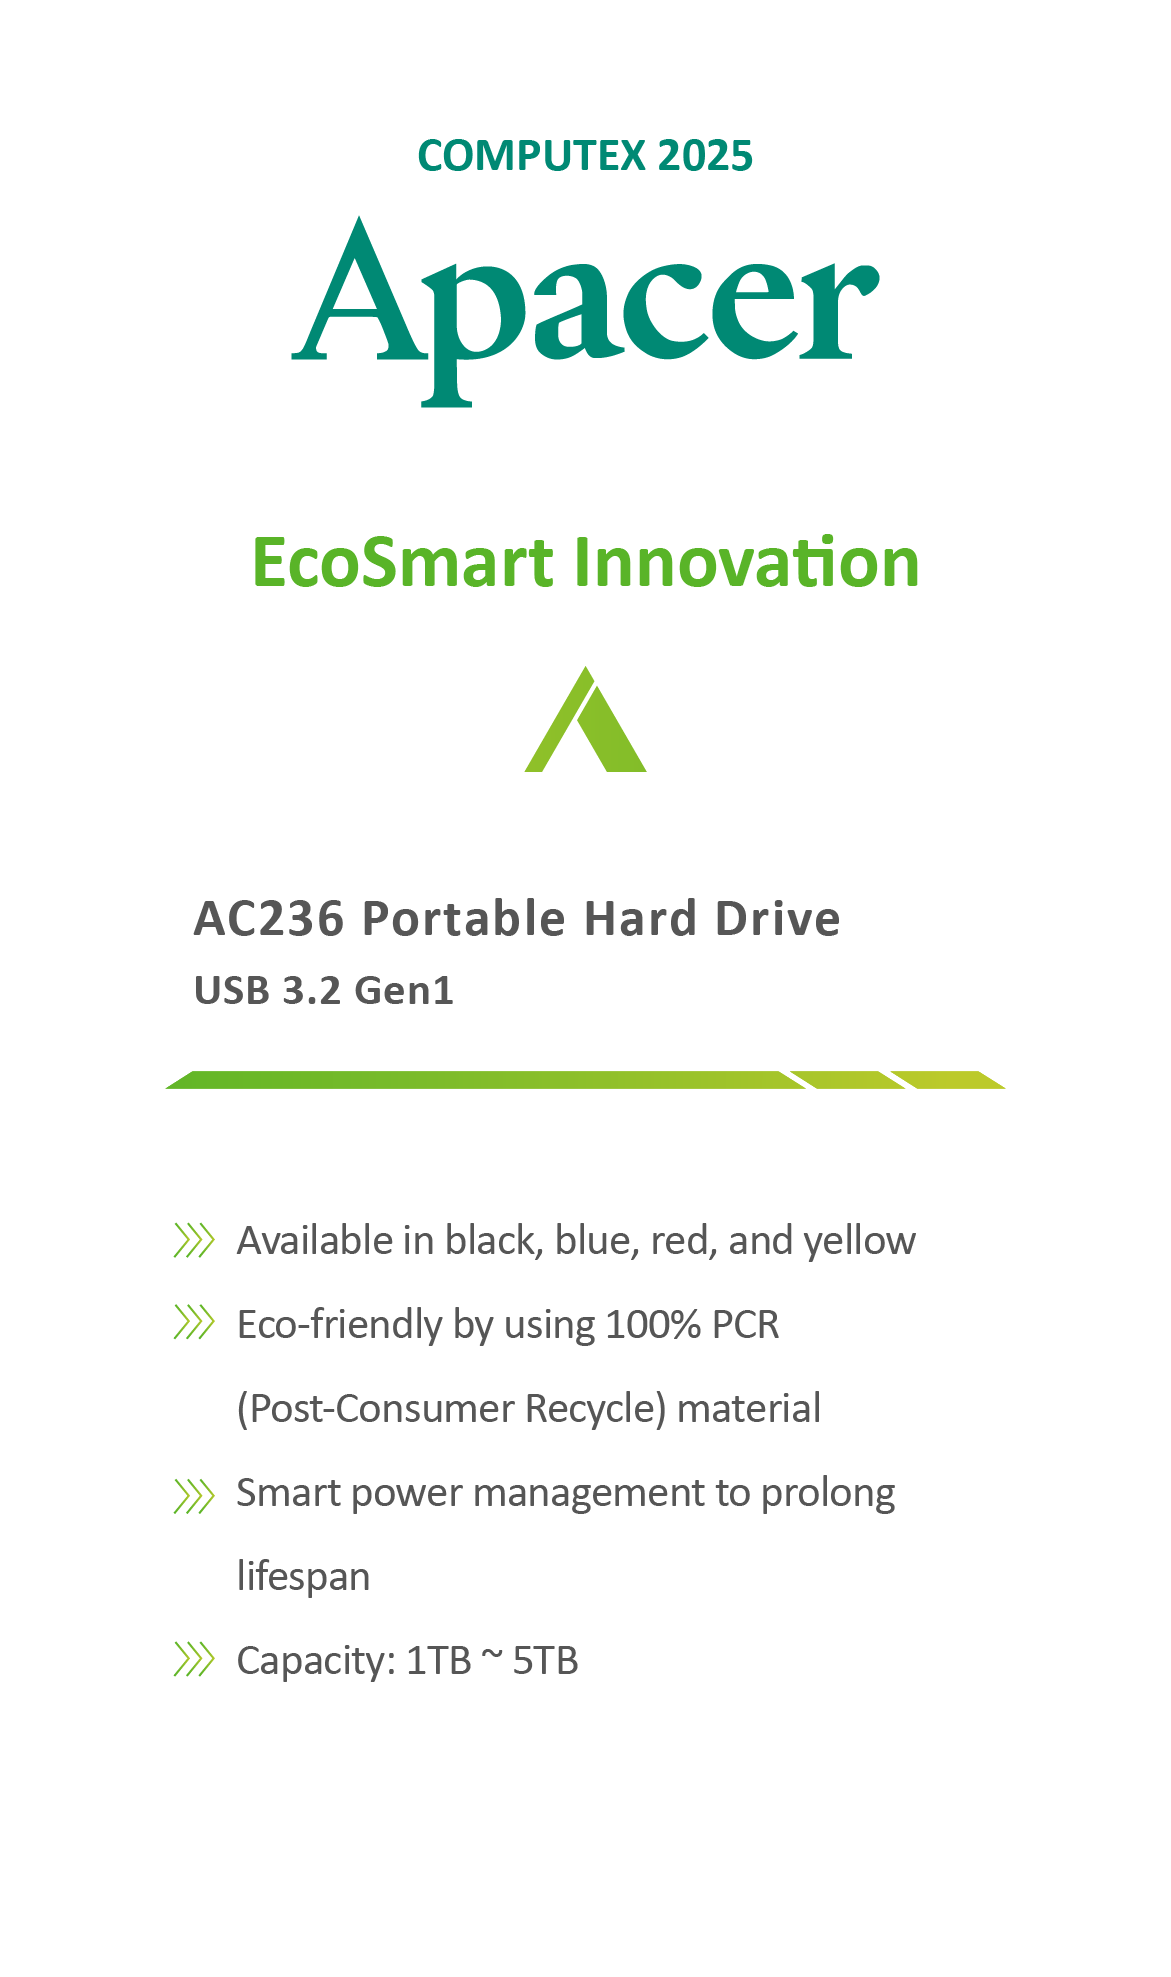 COMPUTEX 2025
Apacer
EcoSmart Innovation
AC236 Portable Hard Drive
USB 3.2 Gen1
Available in black, blue, red, and yellow
Eco-friendly by using 100% PCR
(Post-Consumer Recycle) material
Smart power management to prolong
lifespan
Capacity: 1TB ~ 5TB